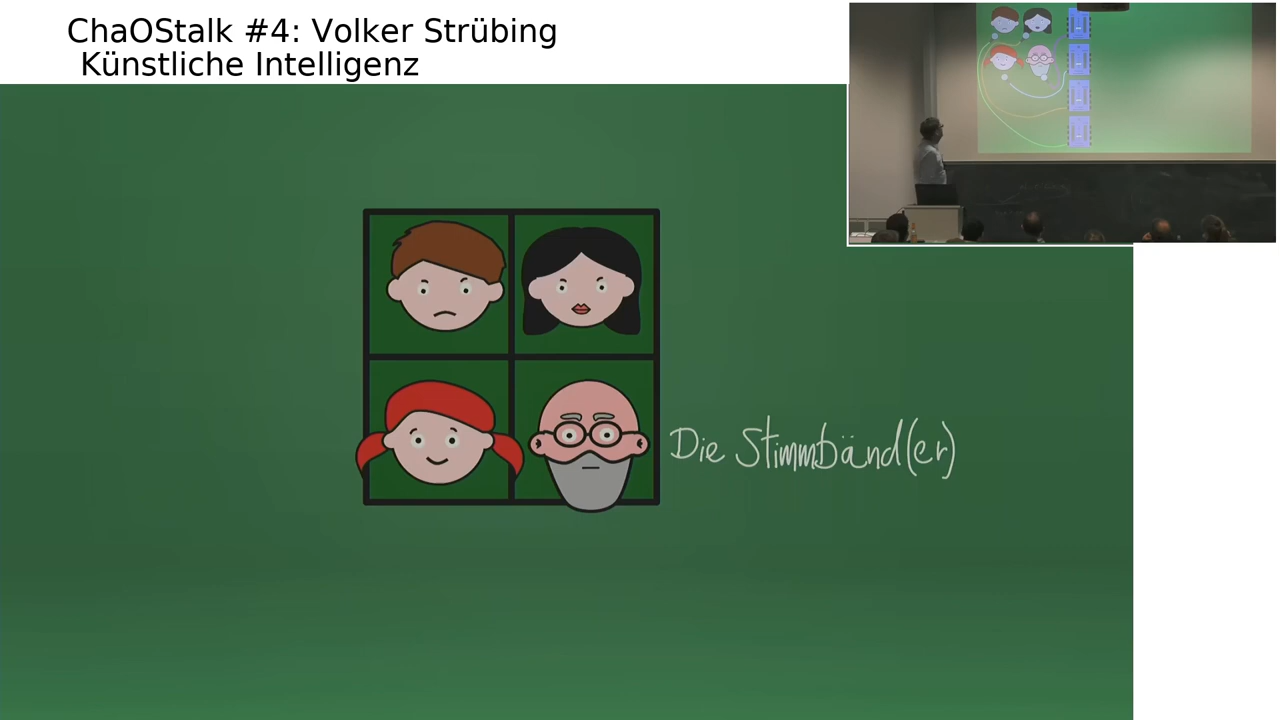 ChaOStalk #4: Volker Strübing
Künstliche Intelligenz
Die Stimmbänd(er)